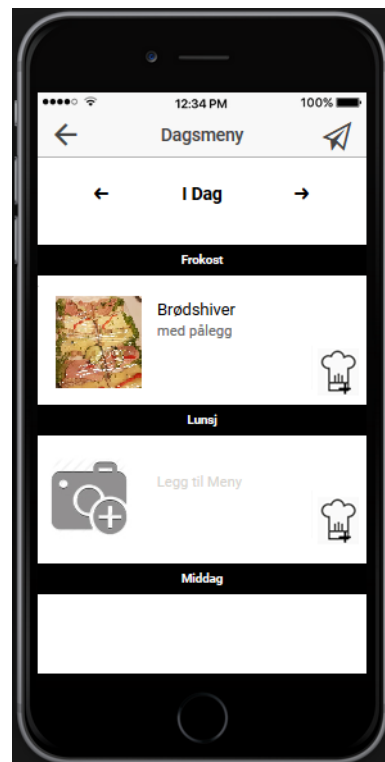 12:34 PM
100%
Dagsmeny
I Dag
Frokost
Brødshiver
med pålegg
Lunsj
Legg til Meny
Middag